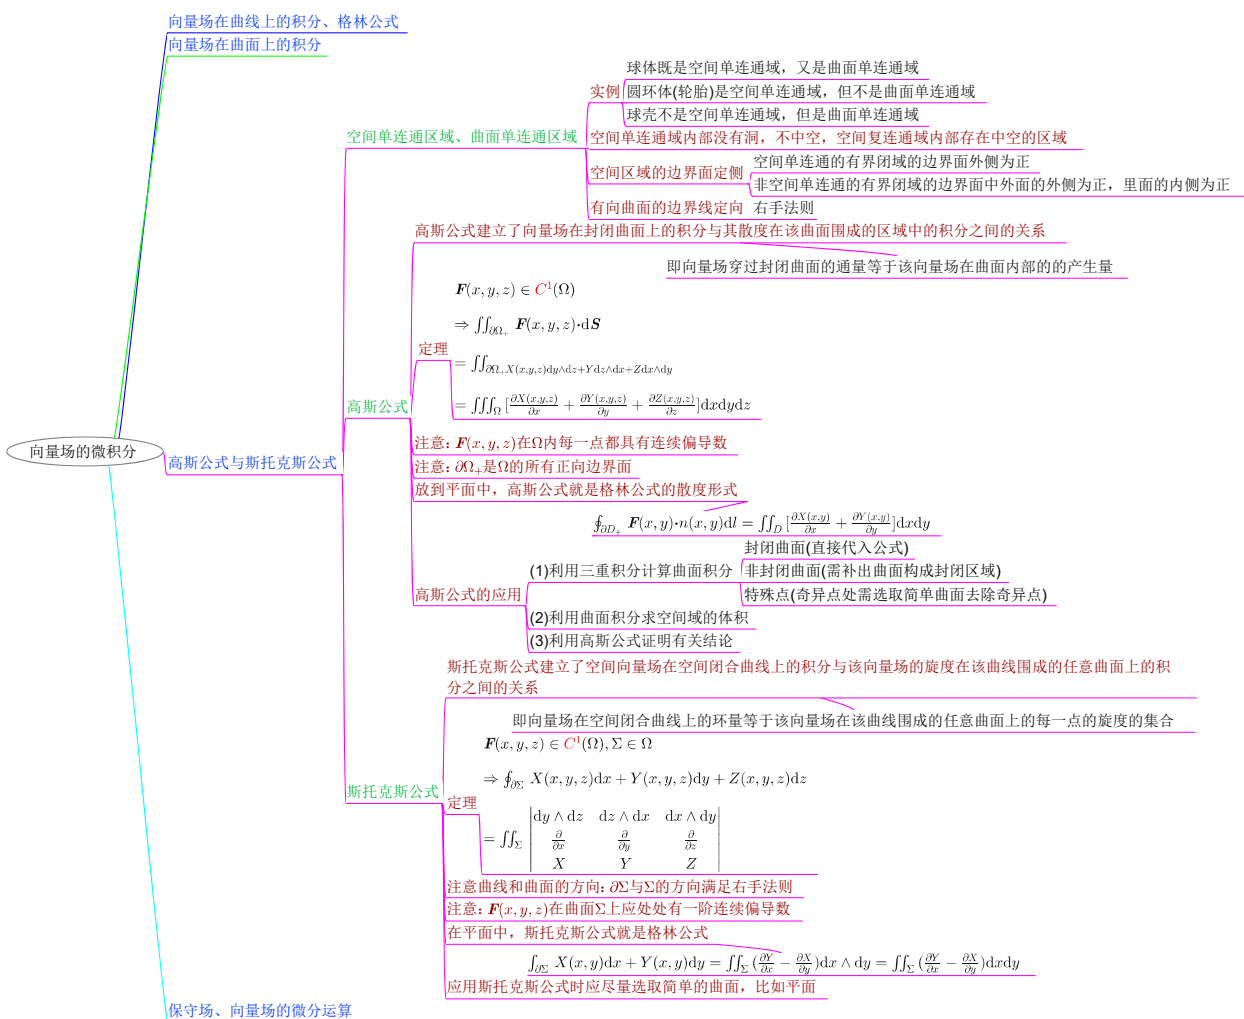 向量场在曲线上的积分、格林公式
向量场在曲面上的积分
球体既是空间单连通域，又是曲面单连通域
实例
圆环体(轮胎)是空间单连通域，但不是曲面单连通域
球壳不是空间单连通域，但是曲面单连通域
空间单连通区域、曲面单连通区域
空间单连通域内部没有洞，不中空，空间复连通域内部存在中空的区域
空间单连通的有界闭域的边界面外侧为正
空间区域的边界面定侧
非空间单连通的有界闭域的边界面中外面的外侧为正，里面的内侧为正
有向曲面的边界线定向 右手法则
高斯公式建立了向量场在封闭曲面上的积分与其散度在该曲面围成的区域中的积分之间的关系
即向量场穿过封闭曲面的通量等于该向量场在曲面内部的的产生量
F(x,y,z)∈C¹(Ω)
⇒∬_{∂Ω₊} F(x,y,z)·dS
定理
=∬_{∂Ω₊X(x,y,z)dy∧dz+Ydz∧dx+Zdx∧dy}
=∭_Ω[∂X(x,y,z)/∂x + ∂Y(x,y,z)/∂y + ∂Z(x,y,z)/∂z]dxdydz
高斯公式
注意：F(x,y,z)在Ω内每一点都具有连续偏导数
向量场的微积分
高斯公式与斯托克斯公式
注意：∂Ω₊是Ω的所有正向边界面
放到平面中，高斯公式就是格林公式的散度形式
∮_{∂D₊} F(x,y)·n(x,y)dl=∬_D[∂X(x,y)/∂x + ∂Y(x,y)/∂y]dxdy
封闭曲面(直接代入公式)
(1)利用三重积分计算曲面积分
非封闭曲面(需补出曲面构成封闭区域)
特殊点(奇异点处需选取简单曲面去除奇异点)
高斯公式的应用
(2)利用曲面积分求空间域的体积
(3)利用高斯公式证明有关结论
斯托克斯公式建立了空间向量场在空间闭合曲线上的积分与该向量场的旋度在该曲线围成的任意曲面上的积
分之间的关系
即向量场在空间闭合曲线上的环量等于该向量场在该曲线围成的任意曲面上的每一点的旋度的集合
F(x,y,z)∈C¹(Ω),Σ∈Ω
⇒∮_{∂Σ} X(x,y,z)dx+Y(x,y,z)dy+Z(x,y,z)dz
斯托克斯公式
定理
dy∧dz dz∧dx dx∧dy
=∬_Σ ∂/∂x ∂/∂y ∂/∂z
X Y Z
注意曲线和曲面的方向：∂Σ与Σ的方向满足右手法则
注意：F(x,y,z)在曲面Σ上应处处有一阶连续偏导数
在平面中，斯托克斯公式就是格林公式
∫_{∂Σ} X(x,y)dx+Y(x,y)dy=∬_Σ(∂Y/∂x − ∂X/∂y)dx∧dy=∬_Σ(∂Y/∂x − ∂X/∂y)dxdy
应用斯托克斯公式时应尽量选取简单的曲面，比如平面
保守场、向量场的微分运算